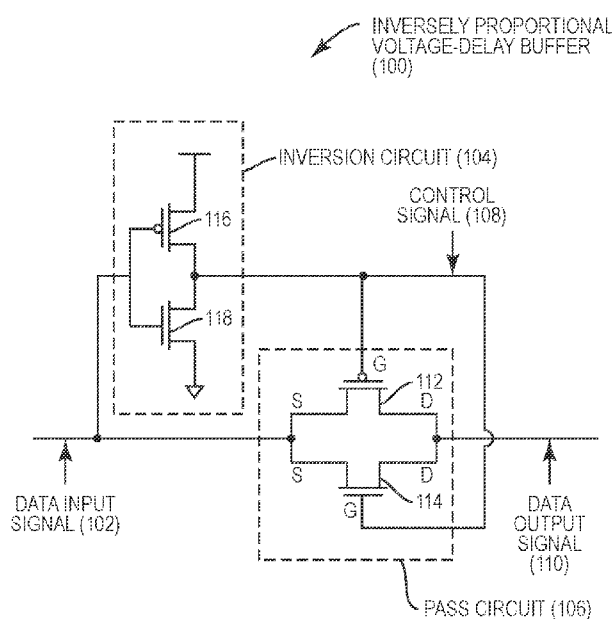 INVERSELY PROPORTIONAL
VOLTAGE-DELAY BUFFER
(100)
INVERSION CIRCUIT (104)
116
CONTROL
SIGNAL (108)
118
G
112
S
D
S
D
G
114
DATA INPUT
SIGNAL (102)
DATA
OUTPUT
SIGNAL
(110)
PASS CIRCUIT (106)